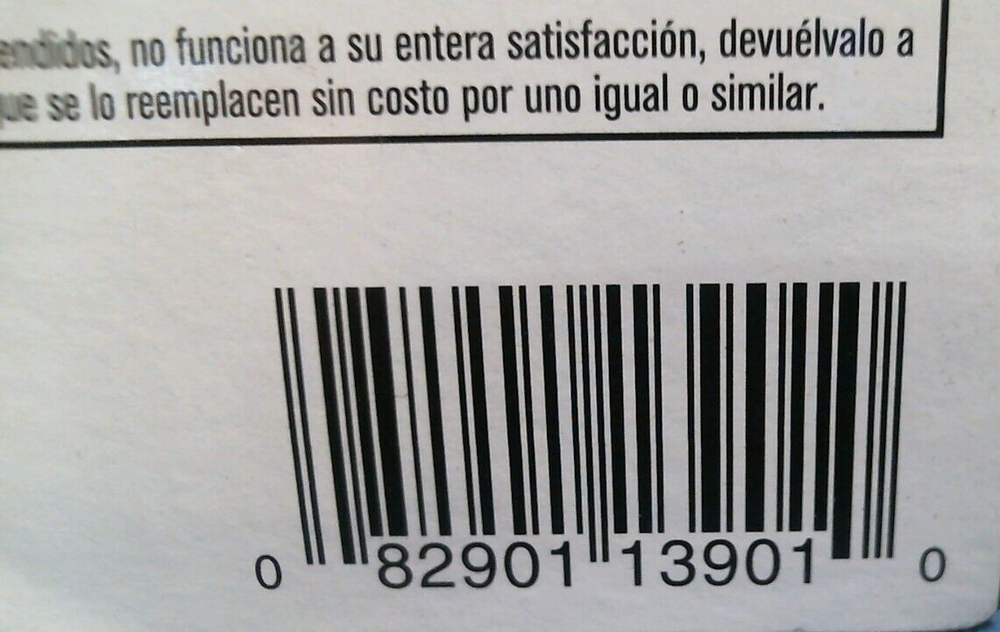 endidos, no funciona a su entera satisfacción, devuélvalo a
que se lo reemplacen sin costo por uno igual o similar.
0 82901 13901 0